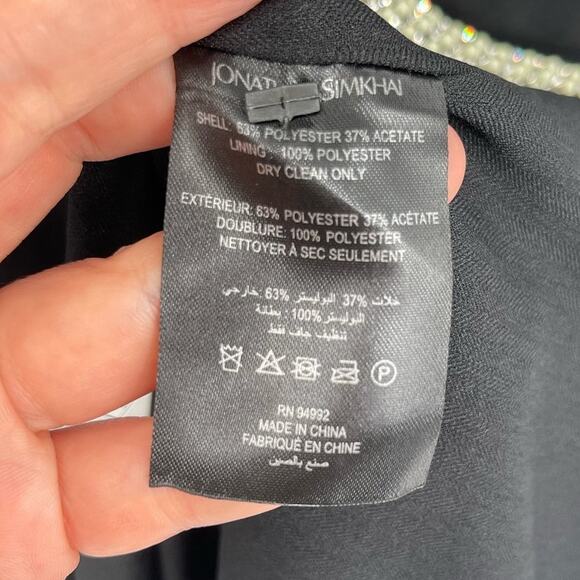 SIMKHAI
SHELL: 63% POLYESTER 37% ACETATE
LINING : 100% POLYESTER
DRY CLEAN ONLY
EXTÉRIEUR: 63% POLYESTER 37% ACÉTATE
DOUBLURE: 100% POLYESTER
NETTOYER À SEC SEULEMENT
خلات 37% البوليستر 63% :خارجي
البوليستر 100% :بطانة
تنظيف جاف فقط
P
RN 94992
MADE IN CHINA
FABRIQUÉ EN CHINE
صنع بالصين